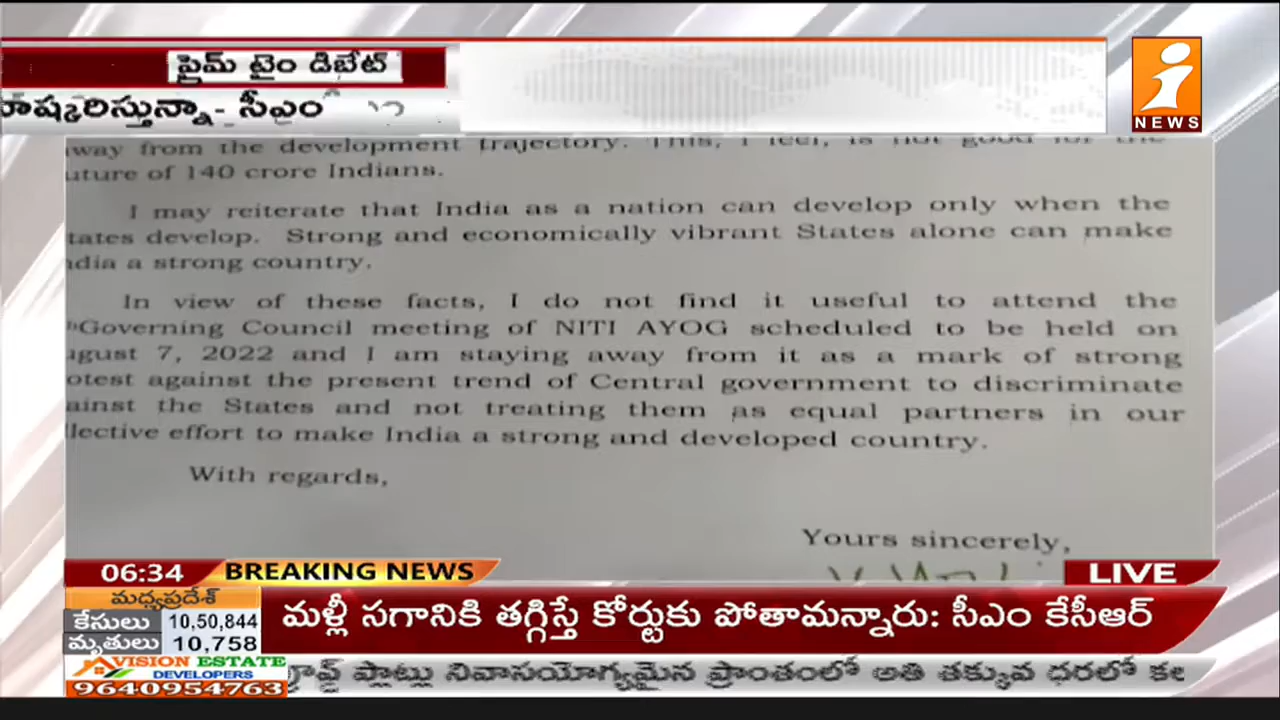 ప్రైమ్ టైం డిబేట్
- సీఎం
i
NEWS
away from the development trajectory. This, I feel, is not good for the
uture of 140 crore Indians.
I may reiterate that India as a nation can develop only when the
tates develop. Strong and economically vibrant States alone can make
ndia a strong country.
In view of these facts, I do not find it useful to attend the
Governing Council meeting of NITI AYOG scheduled to be held on
ugust 7, 2022 and I am staying away from it as a mark of strong
otest against the present trend of Central government to discriminate
ainst the States and not treating them as equal partners in our
llective effort to make India a strong and developed country.
With regards,
Yours sincerely,
06:34 BREAKING NEWS
LIVE
మధ్యప్రదేశ్
కేసులు 10,50,844
మృతులు 10,758
మళ్లీ సగానికి తగ్గిస్తే కోర్టుకు పోతామన్నారు: సీఎం కేసీఆర్
AVISION ESTATE
DEVELOPERS
9640954763
ప్లాట్లు నివాసయోగ్యమైన ప్రాంతంలో అతి తక్కువ ధరలో